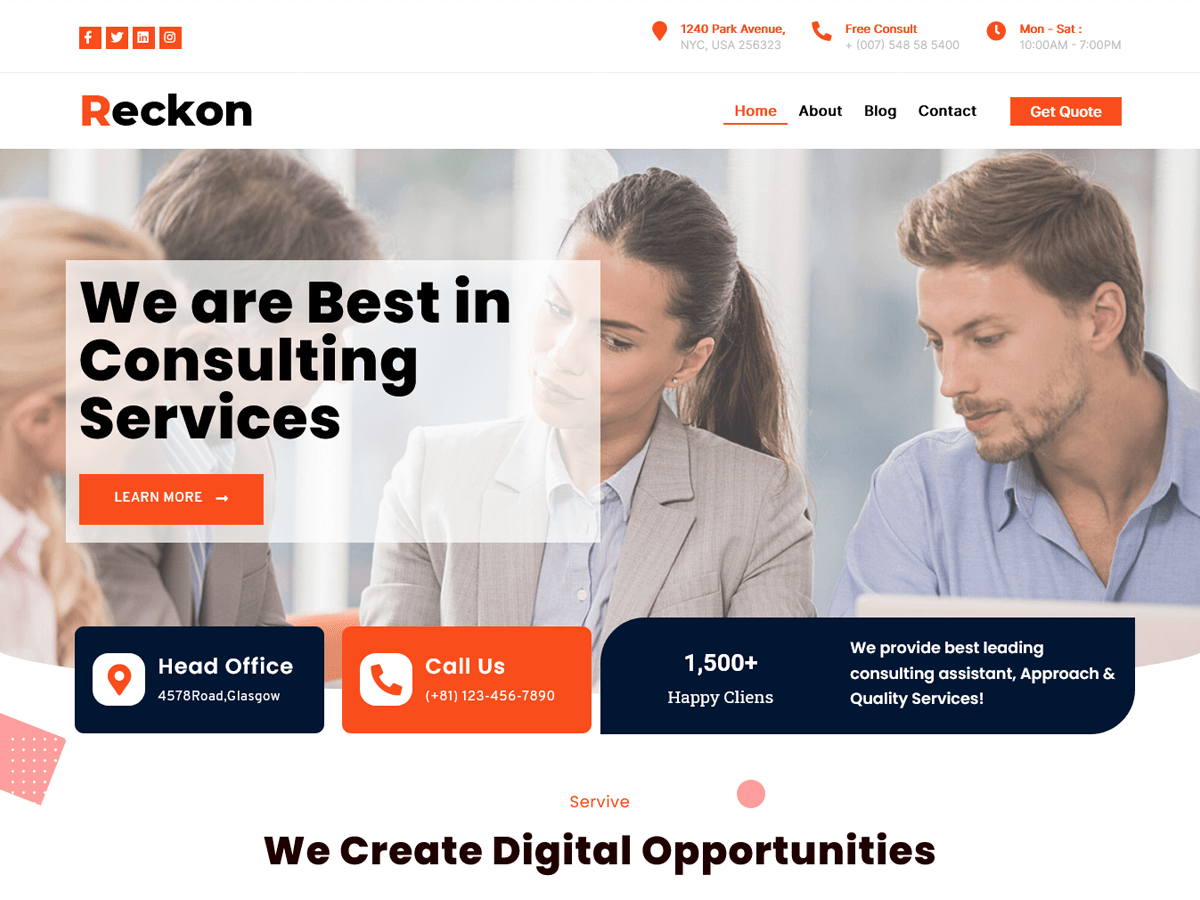 1240 Park Avenue,
NYC, USA 256323
Free Consult
+ (007) 548 58 5400
Mon - Sat :
10:00AM - 7:00PM
Reckon
Home
About
Blog
Contact
Get Quote
We are Best in
Consulting
Services
LEARN MORE
Head Office
4578Road,Glasgow
Call Us
(+81) 123-456-7890
1,500+
Happy Cliens
We provide best leading
consulting assistant, Approach &
Quality Services!
Servive
We Create Digital Opportunities